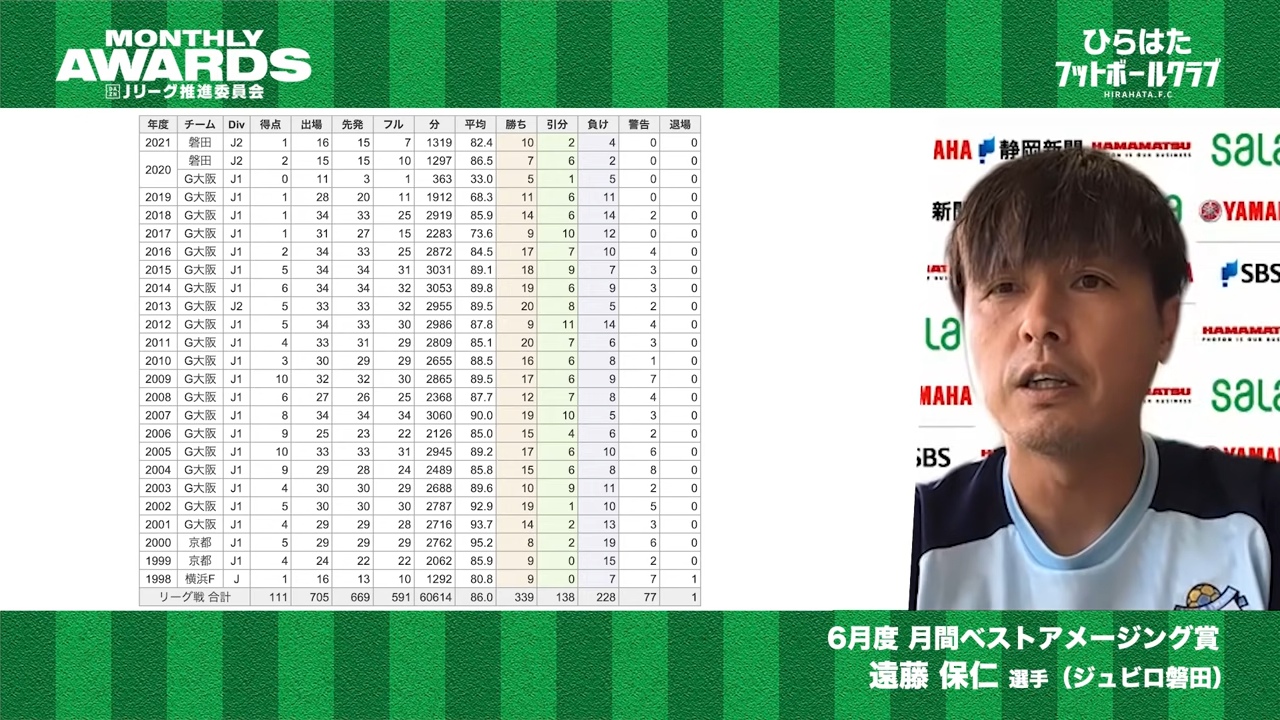 MONTHLY
AWARDS
DAZN Jリーグ推進委員会
ひらはた
フットボールクラブ
HIRAHATA.F.C
年度 チーム Div 得点 出場 先発 フル 分 平均 勝ち 引分 負け 警告 退場
2021 磐田 J2 1 16 15 7 1319 82.4 10 2 4 0 0
2020 磐田 J2 2 15 15 10 1297 86.5 7 6 2 0 0
G大阪 J1 0 11 3 1 363 33.0 5 1 5 0 0
2019 G大阪 J1 1 28 20 11 1912 68.3 11 6 11 0 0
2018 G大阪 J1 1 34 33 25 2919 85.9 14 6 14 2 0
2017 G大阪 J1 1 31 27 15 2283 73.6 9 10 12 0 0
2016 G大阪 J1 2 34 33 25 2872 84.5 17 7 10 4 0
2015 G大阪 J1 5 34 34 31 3031 89.1 18 9 7 3 0
2014 G大阪 J1 6 34 34 32 3053 89.8 19 6 9 3 0
2013 G大阪 J2 5 33 33 32 2955 89.5 20 8 5 2 0
2012 G大阪 J1 5 34 33 30 2986 87.8 9 11 14 4 0
2011 G大阪 J1 4 33 31 29 2809 85.1 20 7 6 3 0
2010 G大阪 J1 3 30 29 29 2655 88.5 16 6 8 1 0
2009 G大阪 J1 10 32 32 30 2865 89.5 17 6 9 7 0
2008 G大阪 J1 6 27 26 25 2368 87.7 12 7 8 4 0
2007 G大阪 J1 8 34 34 34 3060 90.0 19 10 5 3 0
2006 G大阪 J1 9 25 23 22 2126 85.0 15 4 6 2 0
2005 G大阪 J1 10 33 33 31 2945 89.2 17 6 10 6 0
2004 G大阪 J1 9 29 28 24 2489 85.8 15 6 8 8 0
2003 G大阪 J1 4 30 30 29 2688 89.6 10 9 11 2 0
2002 G大阪 J1 5 30 30 30 2787 92.9 19 1 10 5 0
2001 G大阪 J1 4 29 29 28 2716 93.7 14 2 13 3 0
2000 京都 J1 5 29 29 29 2762 95.2 8 2 19 6 0
1999 京都 J1 4 24 22 22 2062 85.9 9 0 15 2 0
1998 横浜F J 1 16 13 10 1292 80.8 9 0 7 7 1
リーグ戦 合計 111 705 669 591 60614 86.0 339 138 228 77 1
AHA 静岡新聞 HAMAMATSU sala
PHOTON IS OUR BUSINESS
新聞 YAMA
SBS
la HAMAMATSU
PHOTON IS OUR BUSINESS
MAHA sala
SBS YAMA
6月度 月間ベストアメージング賞
遠藤 保仁 選手（ジュビロ磐田）